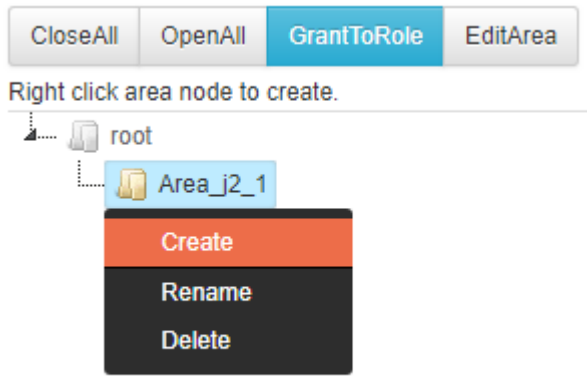 CloseAll OpenAll GrantToRole EditArea
Right click area node to create.
root
Area_j2_1
Create
Rename
Delete